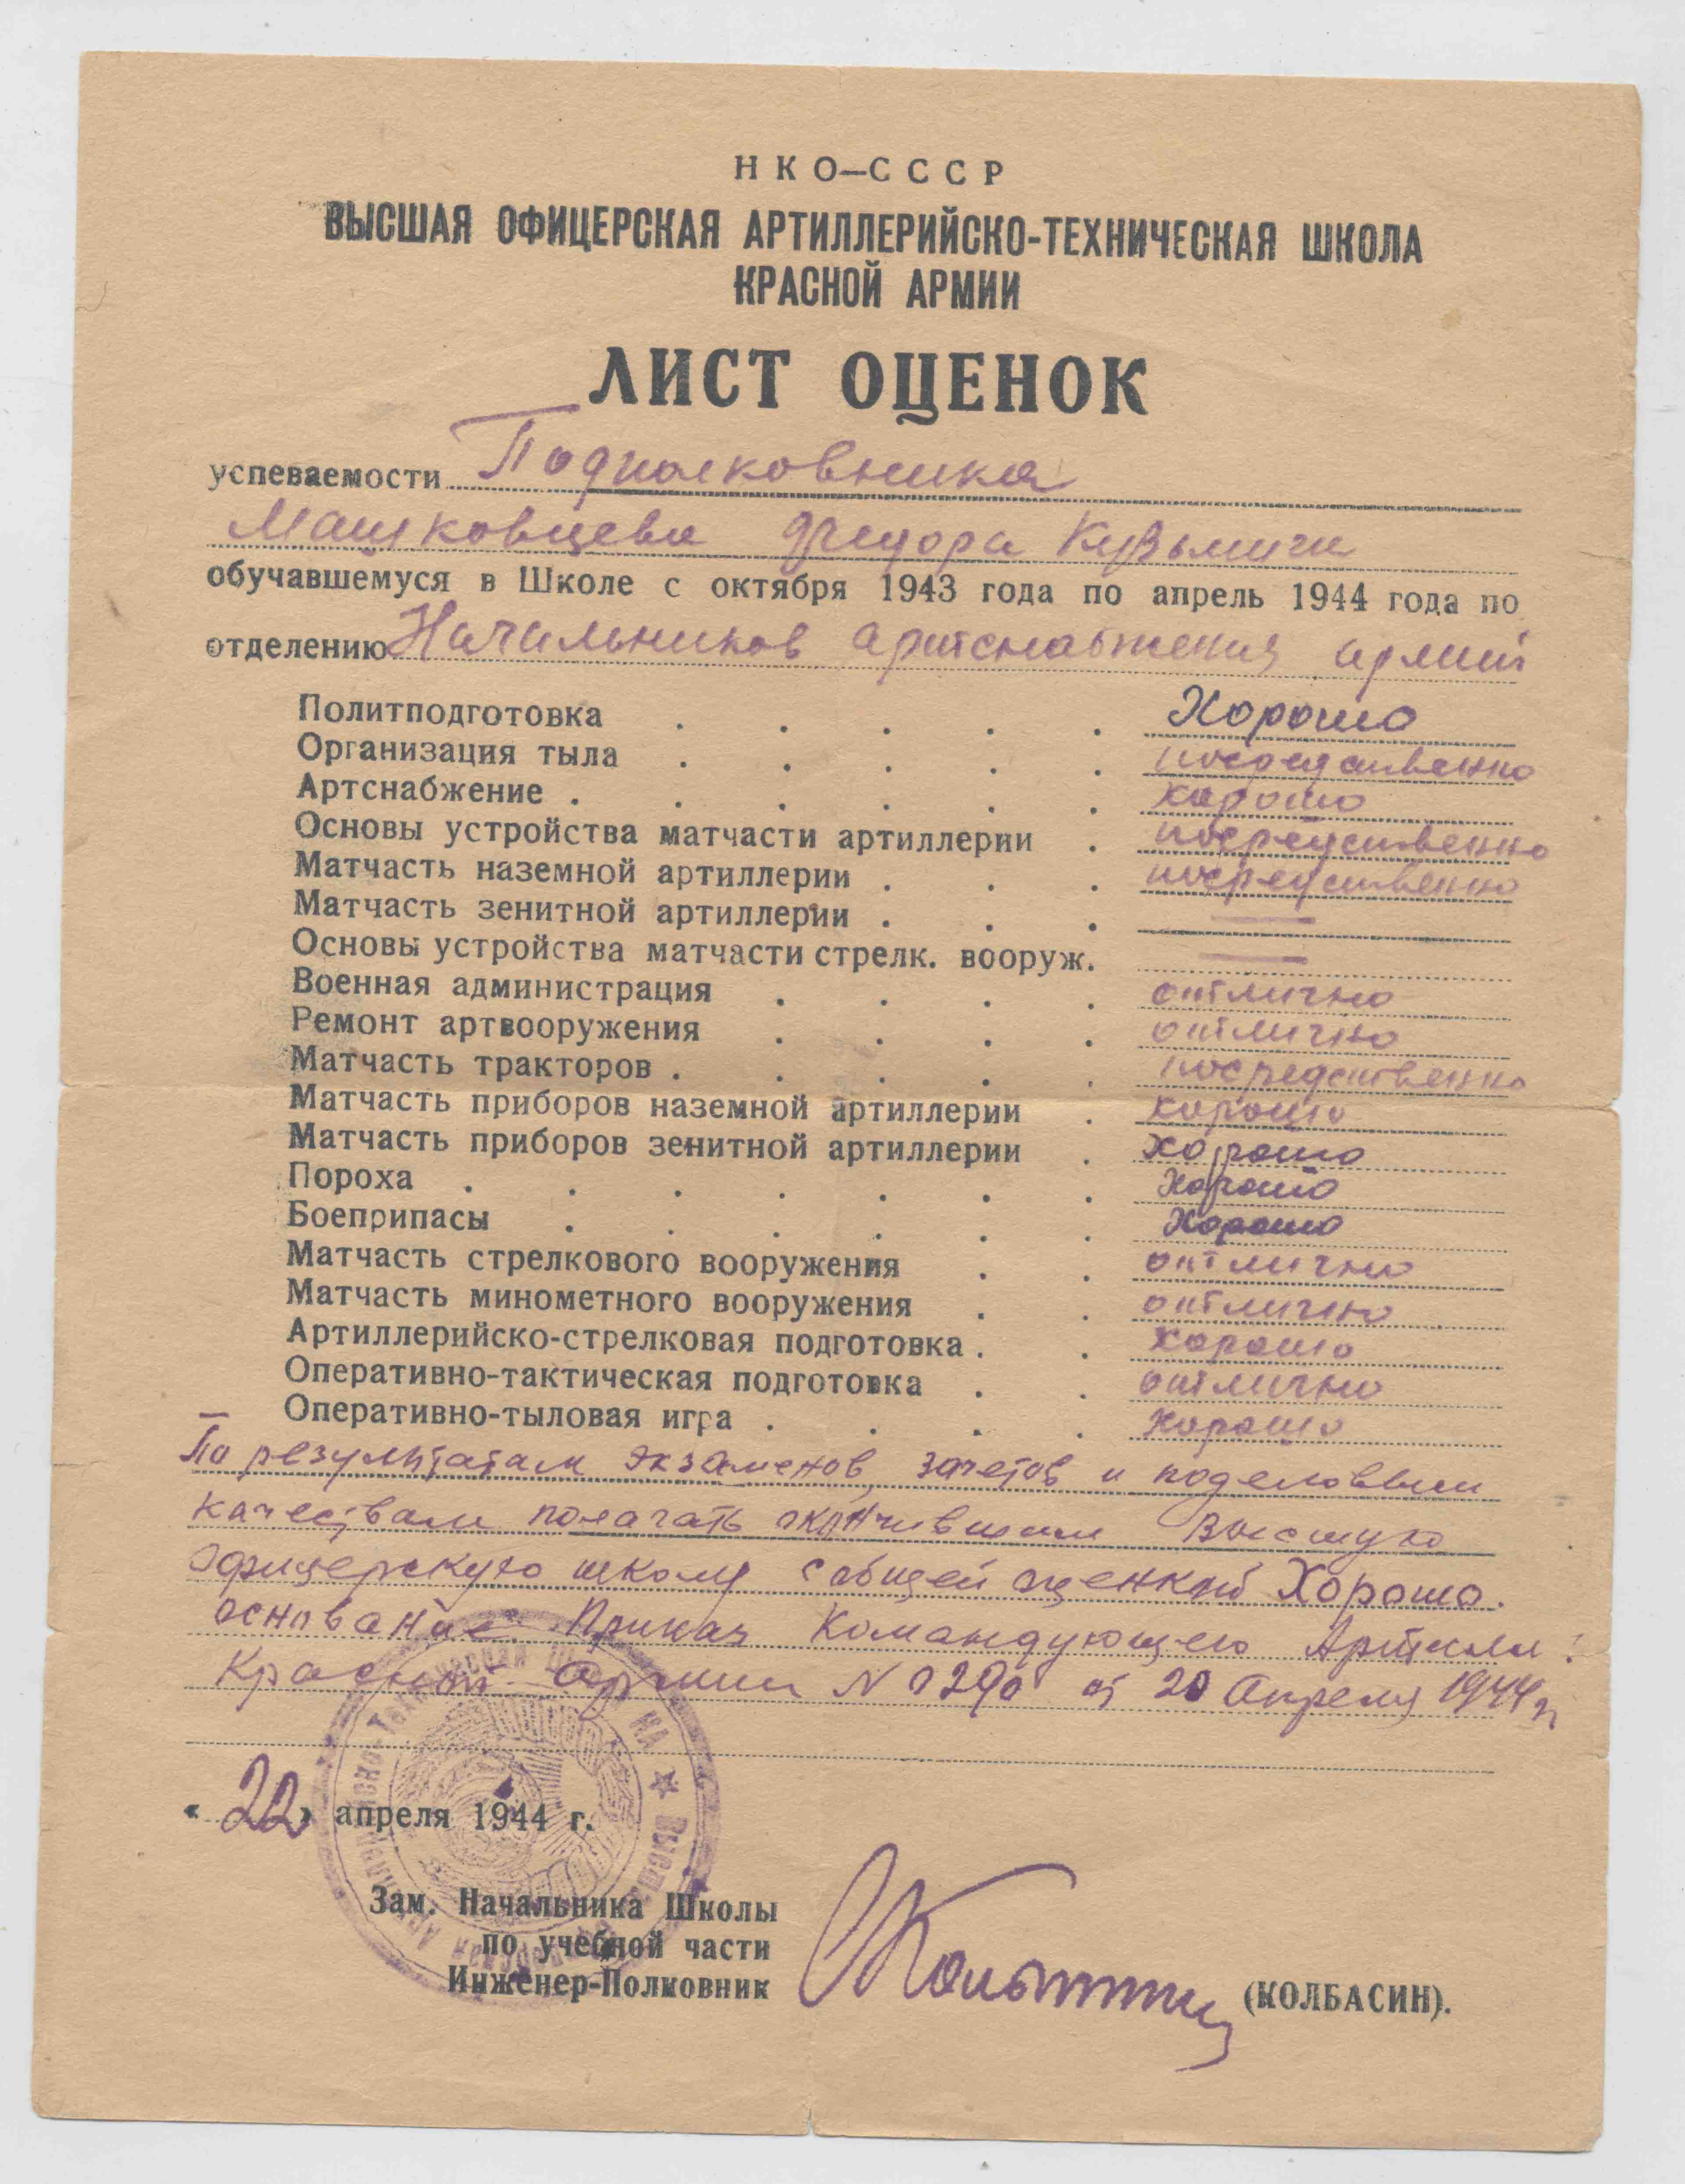 НКО—СССР
ВЫСШАЯ ОФИЦЕРСКАЯ АРТИЛЛЕРИЙСКО-ТЕХНИЧЕСКАЯ ШКОЛА
КРАСНОЙ АРМИИ
ЛИСТ ОЦЕНОК
успеваемости Подполковника
Машковцева Федора Кузьмича
обучавшемуся в Школе с октября 1943 года по апрель 1944 года по
отделению Начальников артснабжения армий
Политподготовка . . . . . Хорошо
Организация тыла . . . . . посредственно
Артснабжение . . . . . . хорошо
Основы устройства матчасти артиллерии . посредственно
Матчасть наземной артиллерии . . . посредственно
Матчасть зенитной артиллерии . . . —
Основы устройства матчасти стрелк. вооруж. —
Военная администрация . . . . отлично
Ремонт артвооружения . . . . отлично
Матчасть тракторов . . . . . посредственно
Матчасть приборов наземной артиллерии . хорошо
Матчасть приборов зенитной артиллерии . хорошо
Пороха . . . . . . . хорошо
Боеприпасы . . . . . . хорошо
Матчасть стрелкового вооружения . . отлично
Матчасть минометного вооружения . . отлично
Артиллерийско-стрелковая подготовка . . хорошо
Оперативно-тактическая подготовка . . отлично
Оперативно-тыловая игра . . . . хорошо
По результатам экзаменов, зачетов и поделовым
качествам полагать окончившим Высшую
офицерскую школу с общей оценкой Хорошо.
основание: Приказ Командующего Артилл:
Красной Армии № 0290 от 20 Апреля 1944 г
« 22 » апреля 1944 г.
Зам. Начальника Школы
по учебной части
Инженер-Полковник (КОЛБАСИН).